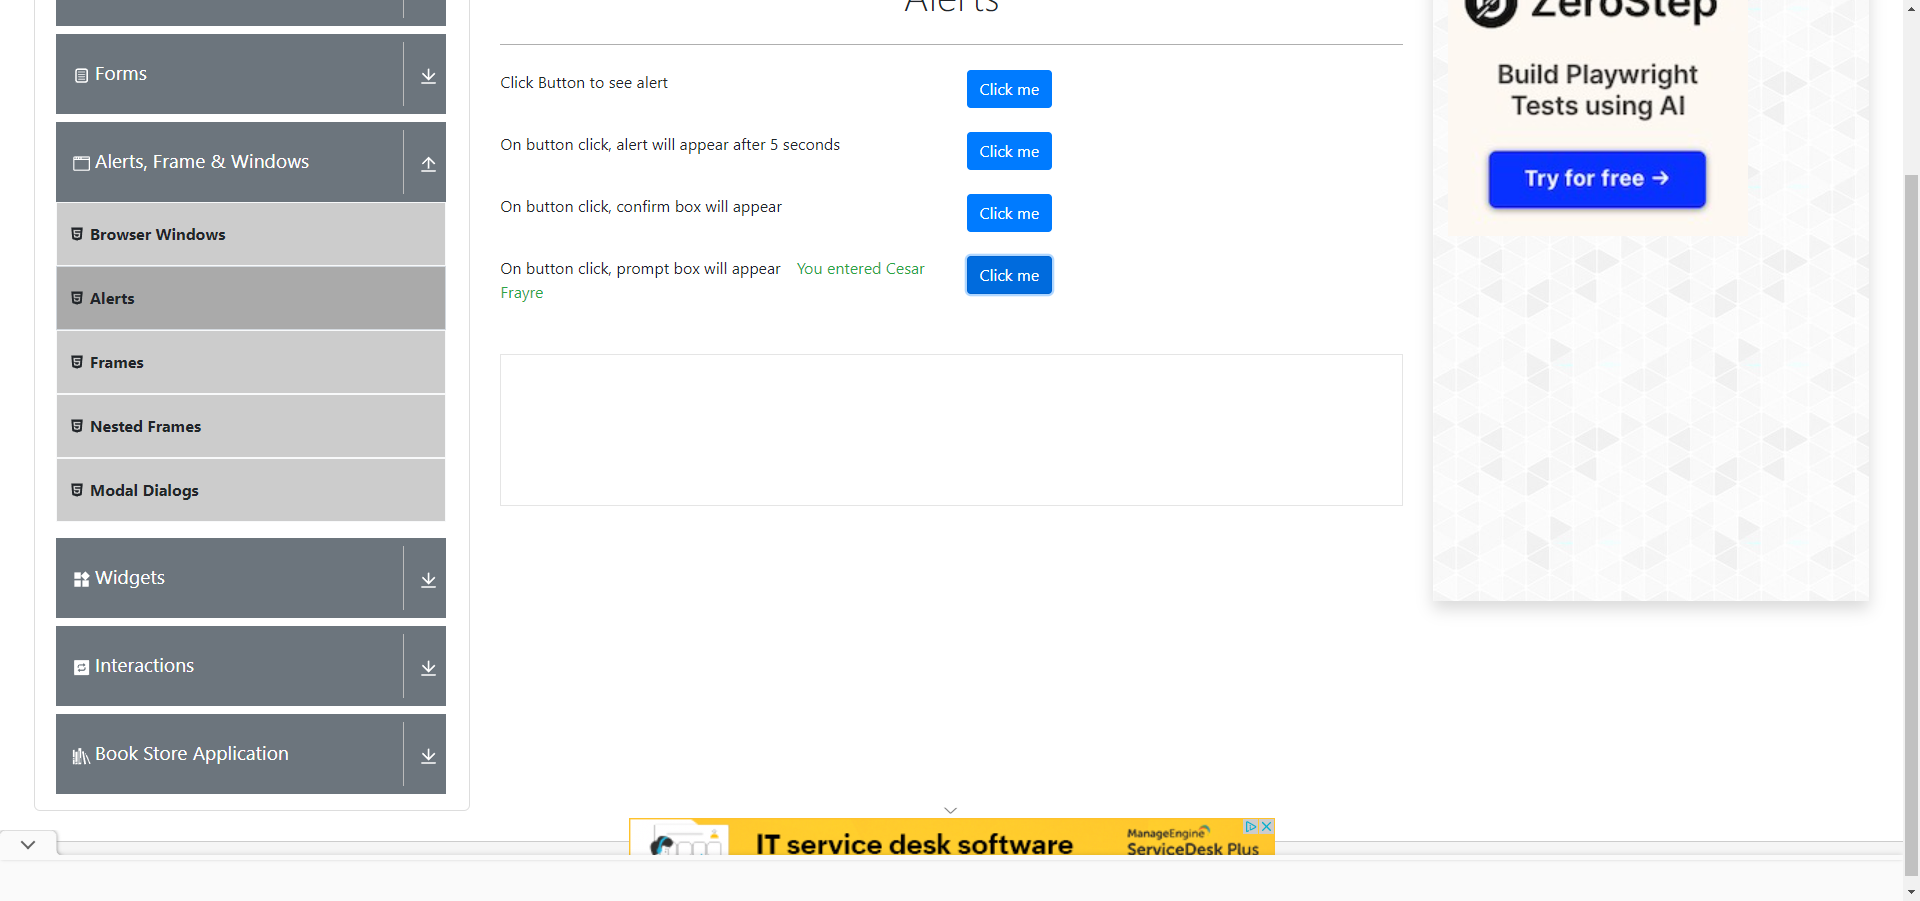 Forms
Alerts, Frame & Windows
Browser Windows
Alerts
Frames
Nested Frames
Modal Dialogs
Widgets
Interactions
Book Store Application
Alerts
Click Button to see alert
Click me
On button click, alert will appear after 5 seconds
Click me
On button click, confirm box will appear
Click me
On button click, prompt box will appear You entered Cesar
Frayre
Click me
ZeroStep
Build Playwright
Tests using AI
Try for free →
IT service desk software
ManageEngine
ServiceDesk Plus